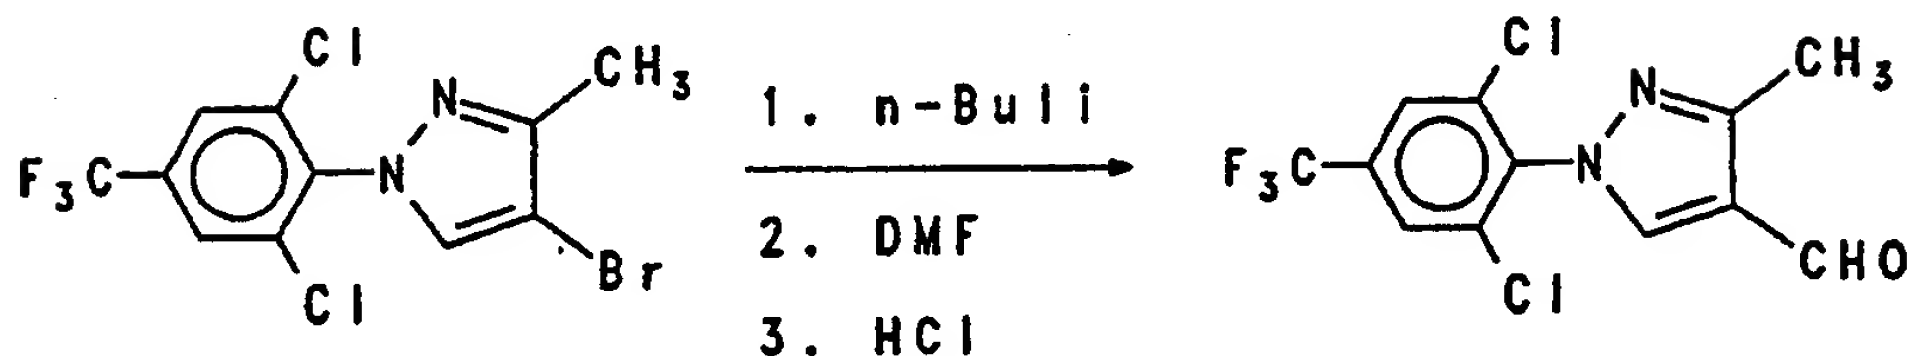 Cl
CH₃
N
1. n-Buli
F₃C
N
2. DMF
Br
Cl
3. HCl
Cl
CH₃
N
F₃C
N
CHO
Cl